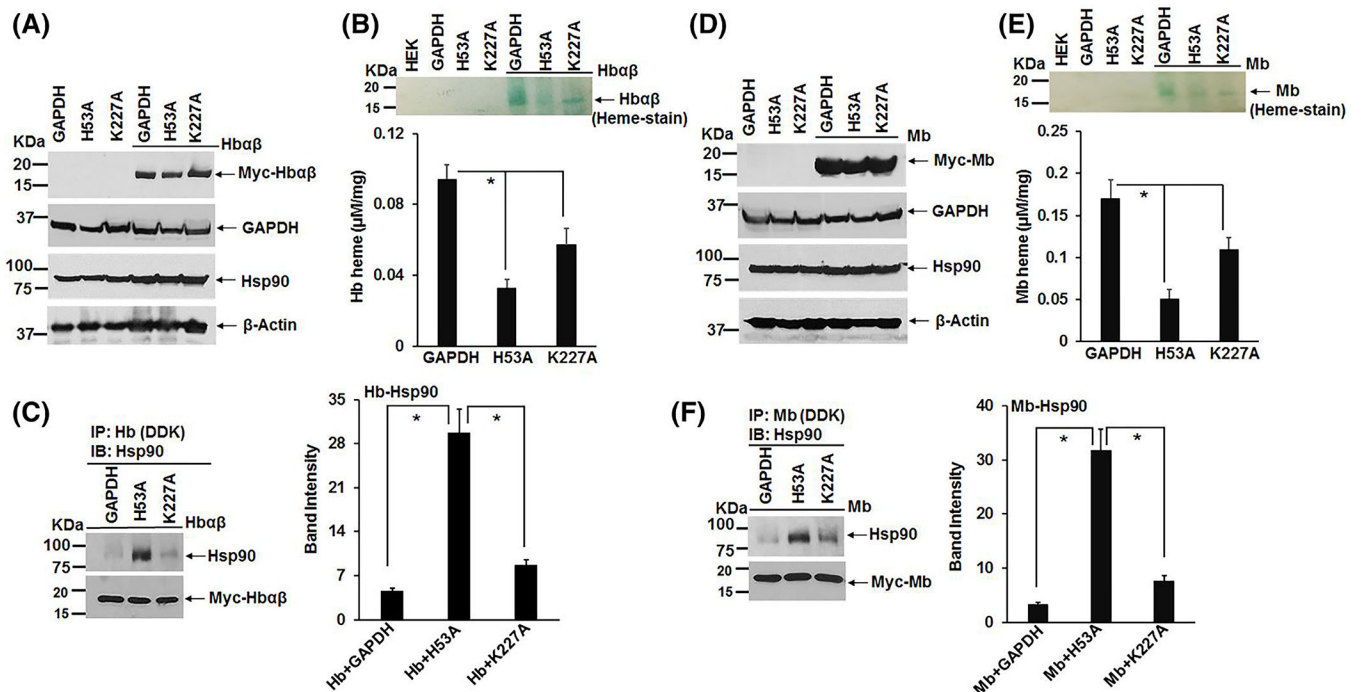 (A)
GAPDH H53A K227A GAPDH H53A K227A
KDa Hbαβ
20
15
Myc-Hbαβ
37
GAPDH
100
75
Hsp90
37
β-Actin
(B)
HEK GAPDH H53A K227A GAPDH H53A K227A
KDa Hbαβ
20
15
Hbαβ
(Heme-stain)
Hb heme (µM/mg)
0.12
0.08
0.04
0
*
GAPDH H53A K227A
(C)
IP: Hb (DDK)
IB: Hsp90
GAPDH H53A K227A
KDa Hbαβ
100
75
Hsp90
20
15
Myc-Hbαβ
Hb-Hsp90
Band Intensity
35
28
21
14
7
0
* *
Hb+GAPDH Hb+H53A Hb+K227A
(D)
GAPDH H53A K227A GAPDH H53A K227A
KDa Mb
20
15
Myc-Mb
37
GAPDH
100
75
Hsp90
37
β-Actin
(E)
HEK GAPDH H53A K227A GAPDH H53A K227A
KDa Mb
20
15
Mb
(Heme-stain)
Mb heme (µM/mg)
0.25
0.2
0.15
0.1
0.05
0
*
GAPDH H53A K227A
(F)
IP: Mb (DDK)
IB: Hsp90
GAPDH H53A K227A
KDa Mb
100
75
Hsp90
20
15
Myc-Mb
Mb-Hsp90
Band Intensity
40
30
20
10
0
* *
Mb+GAPDH Mb+H53A Mb+K227A